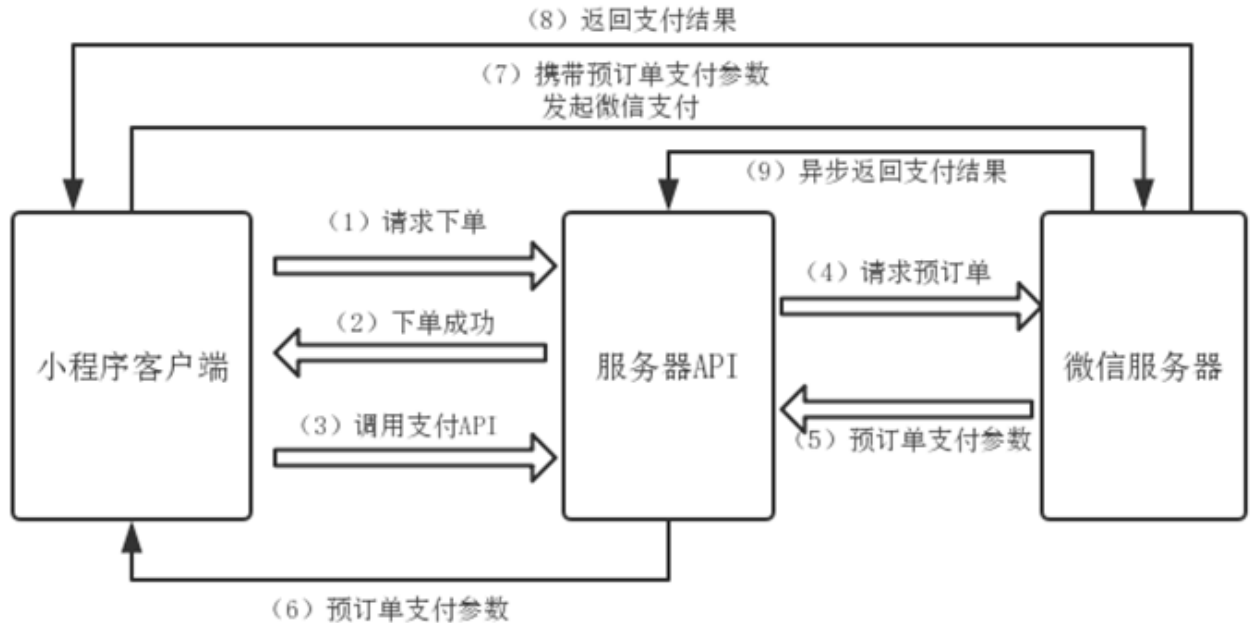 （8）返回支付结果
（7）携带预订单支付参数
发起微信支付
（9）异步返回支付结果
（1）请求下单
（4）请求预订单
（2）下单成功
小程序客户端
服务器API
微信服务器
（3）调用支付API
（5）预订单支付参数
（6）预订单支付参数